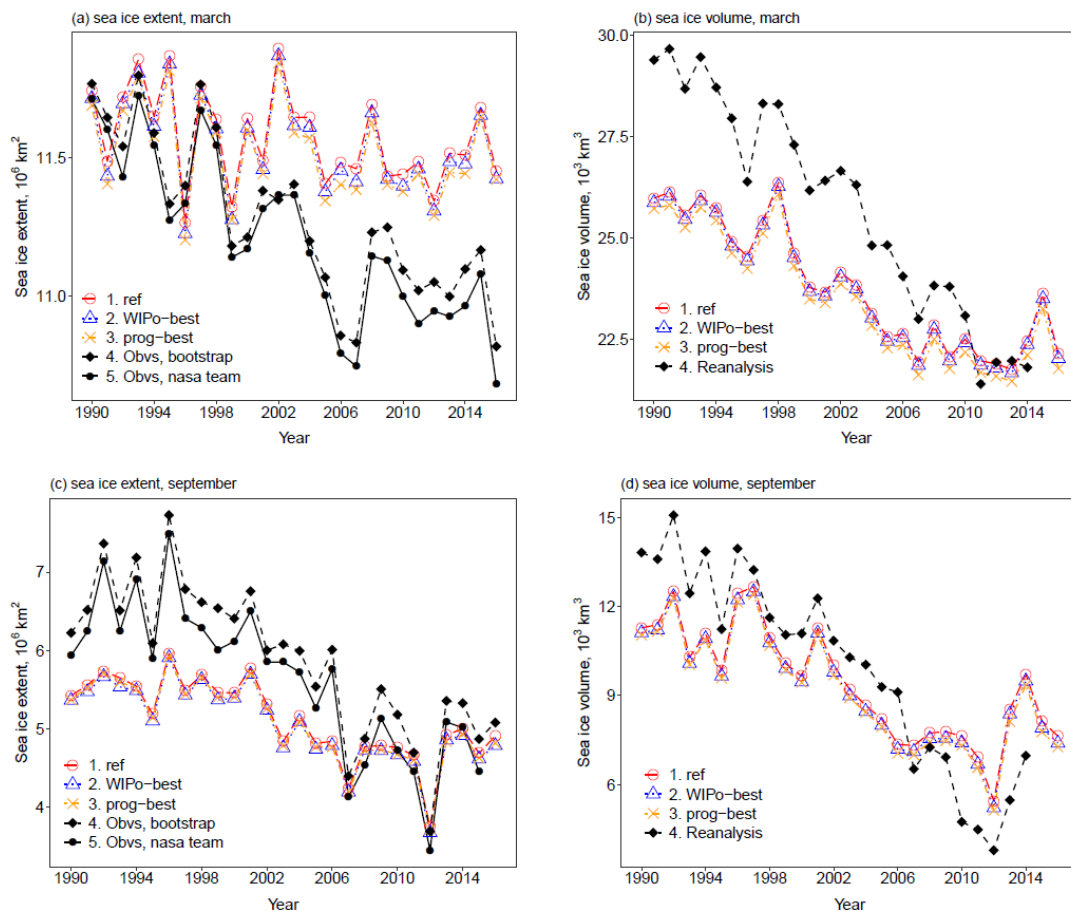 (a) sea ice extent, march
Sea ice extent, 10⁶ km²
11.5
11.0
1. ref
2. WIPo−best
3. prog−best
4. Obvs, bootstrap
5. Obvs, nasa team
1990 1994 1998 2002 2006 2010 2014
Year
(b) sea ice volume, march
Sea ice volume, 10³ km³
30.0
27.5
25.0
22.5
1. ref
2. WIPo−best
3. prog−best
4. Reanalysis
1990 1994 1998 2002 2006 2010 2014
Year
(c) sea ice extent, september
Sea ice extent, 10⁶ km²
7
6
5
4
1. ref
2. WIPo−best
3. prog−best
4. Obvs, bootstrap
5. Obvs, nasa team
1990 1994 1998 2002 2006 2010 2014
Year
(d) sea ice volume, september
Sea ice volume, 10³ km³
15
12
9
6
1. ref
2. WIPo−best
3. prog−best
4. Reanalysis
1990 1994 1998 2002 2006 2010 2014
Year